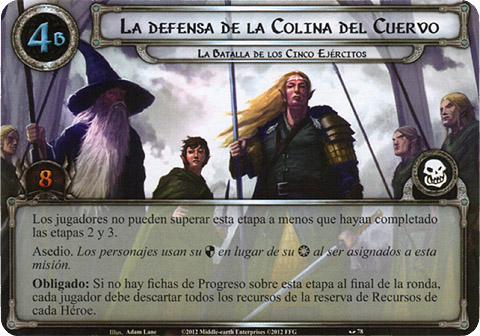 4B
La defensa de la Colina del Cuervo
La Batalla de los Cinco Ejércitos
8
Los jugadores no pueden superar esta etapa a menos que hayan completado
las etapas 2 y 3.
Asedio. Los personajes usan su en lugar de su al ser asignados a esta
misión.
Obligado: Si no hay fichas de Progreso sobre esta etapa al final de la ronda,
cada jugador debe descartar todos los recursos de la reserva de Recursos de
cada Héroe.
Illus. Adam Lane ©2012 Middle-earth Enterprises ©2012 FFG 78